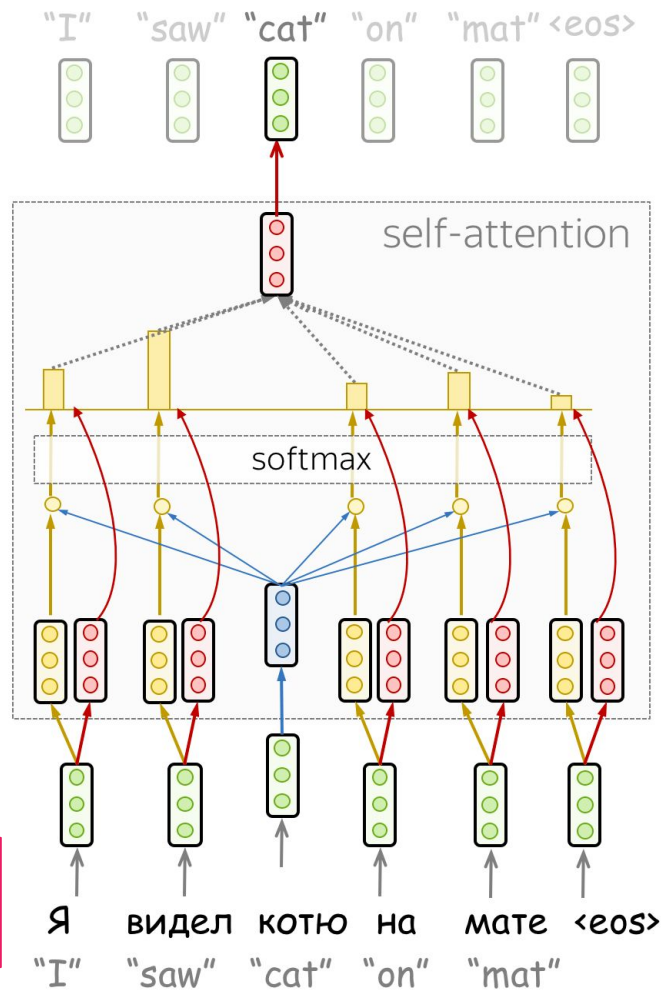 “I” “saw” “cat” “on” “mat” <eos>
self-attention
softmax
Я видел котю на мате <eos>
“I” “saw” “cat” “on” “mat”